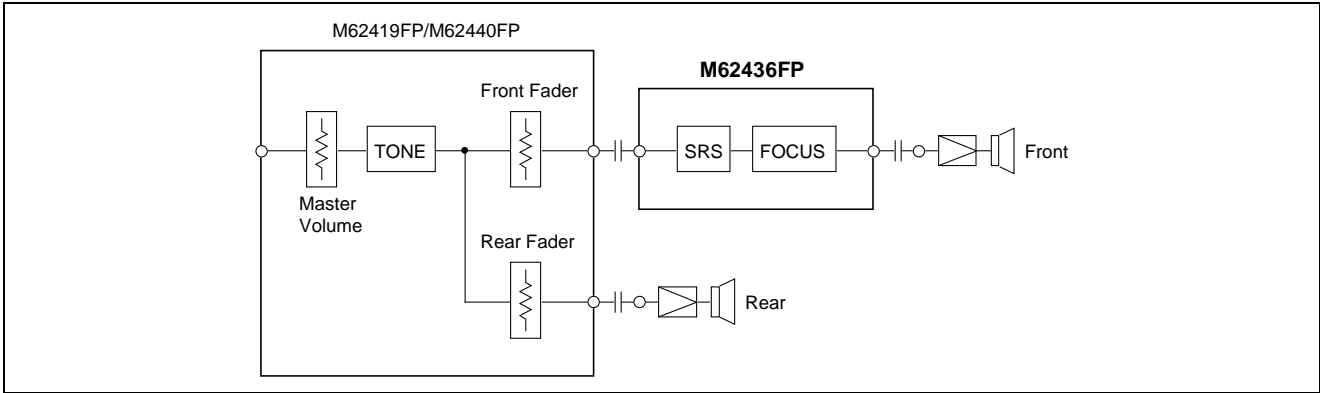 M62419FP/M62440FP
M62436FP
Front Fader
TONE
SRS
FOCUS
Front
Master
Volume
Rear Fader
Rear